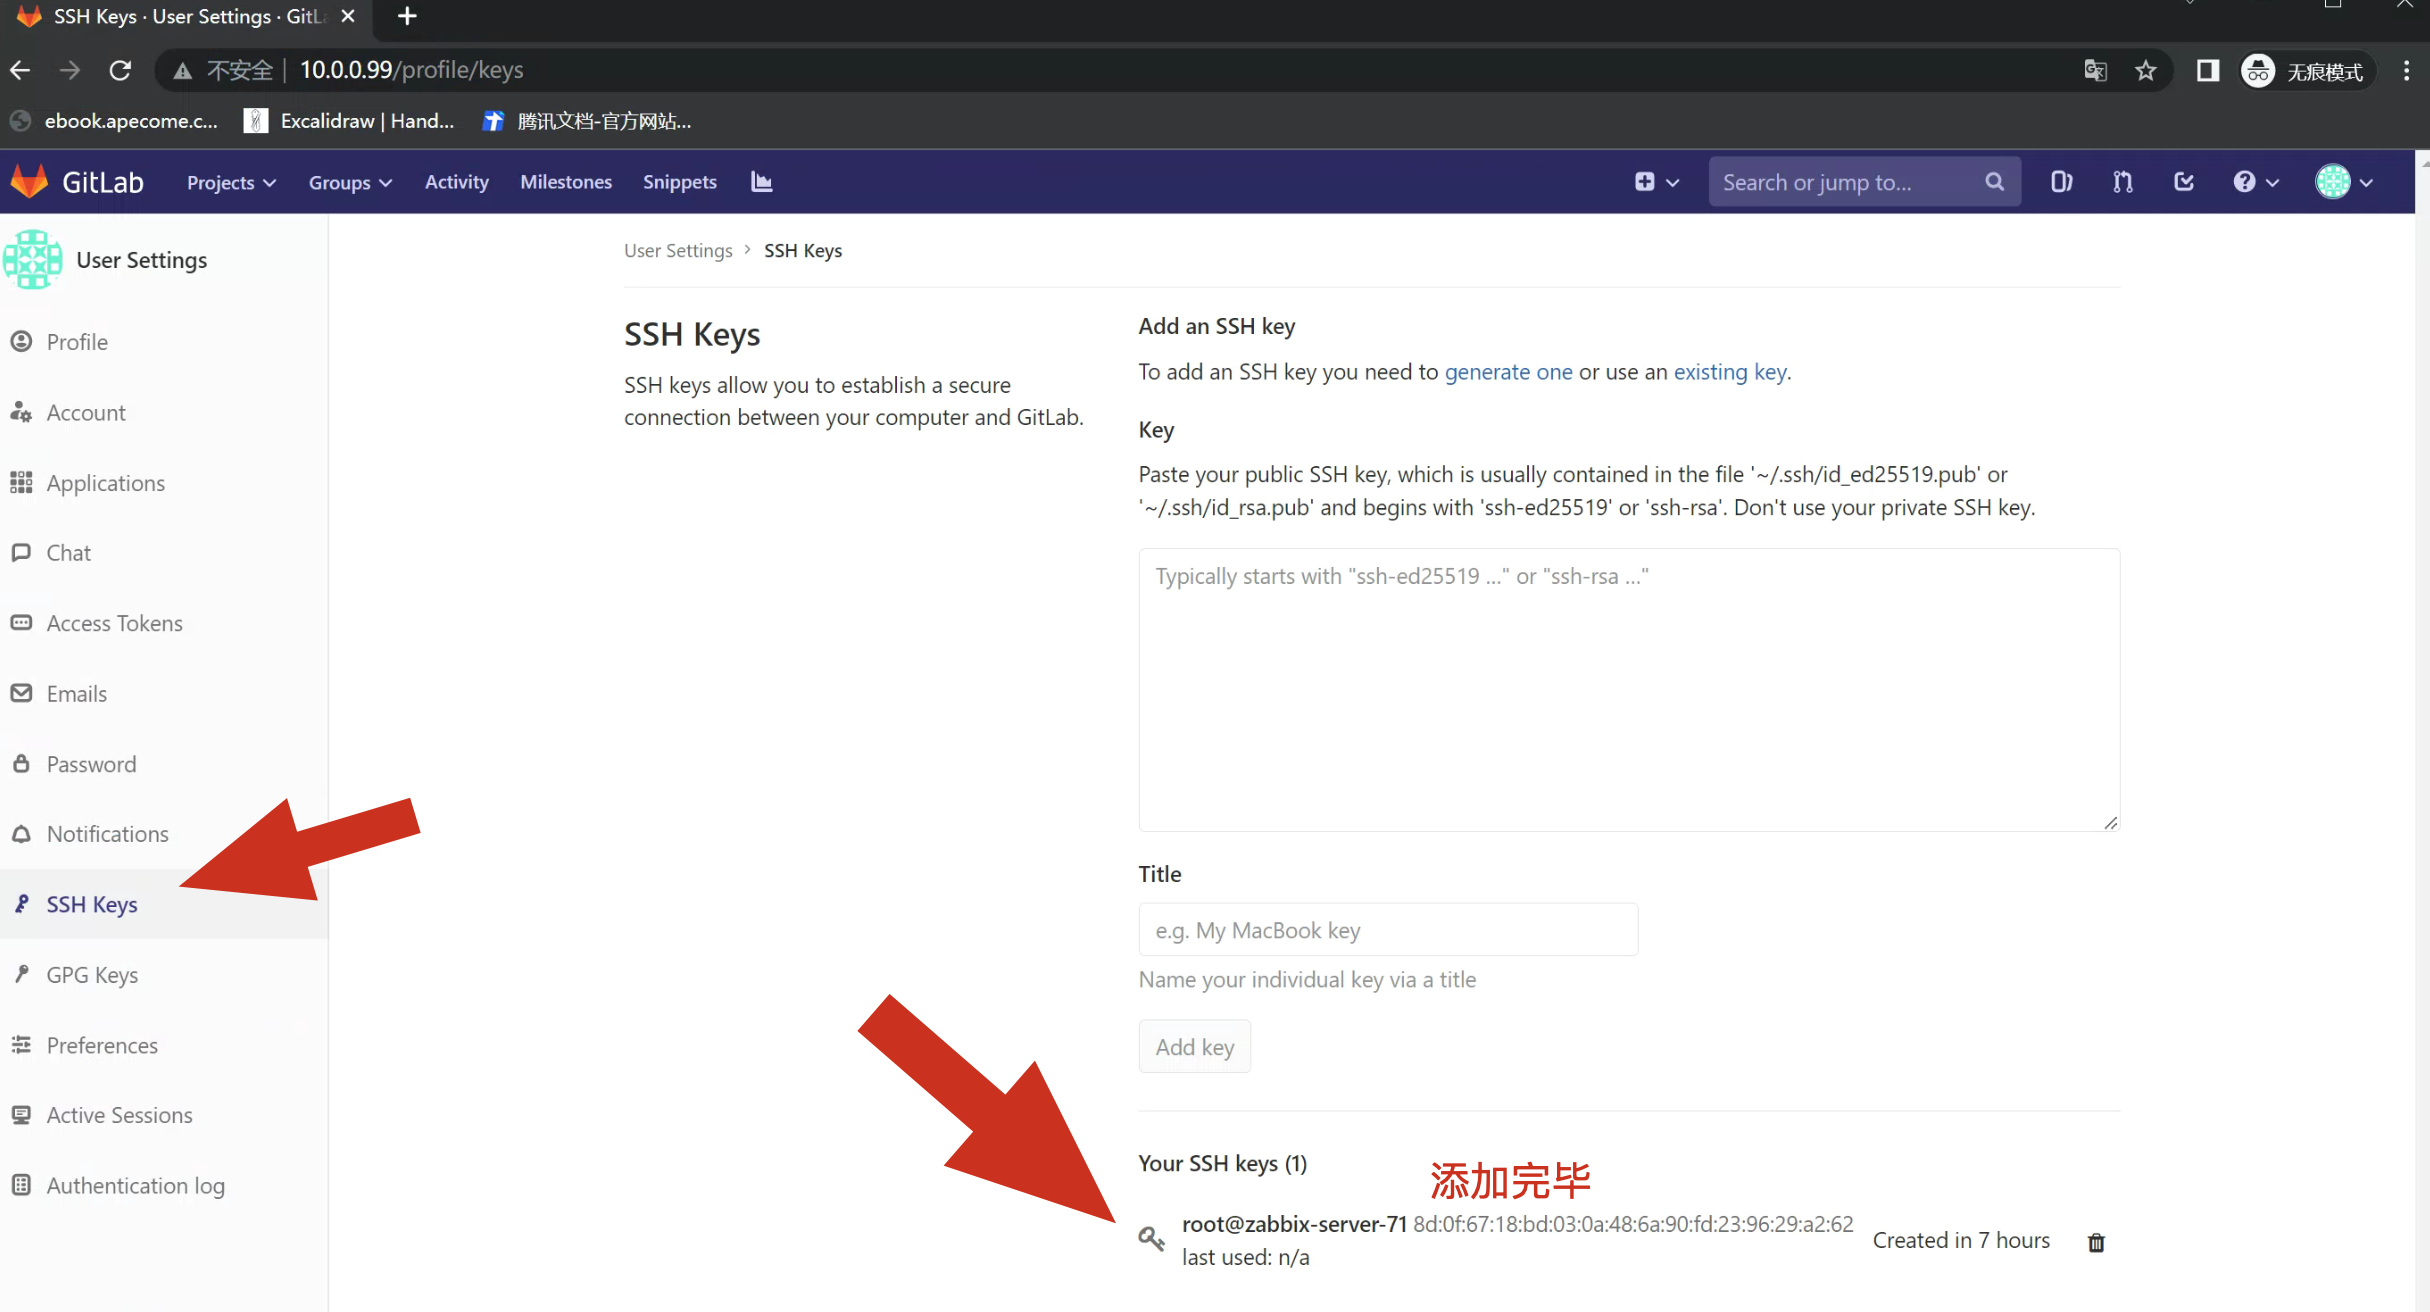 SSH Keys · User Settings · GitLa
不安全 | 10.0.0.99/profile/keys
无痕模式
ebook.apecome.c...
Excalidraw | Hand...
腾讯文档-官方网站...
GitLab
Projects
Groups
Activity
Milestones
Snippets
Search or jump to...
User Settings
Profile
Account
Applications
Chat
Access Tokens
Emails
Password
Notifications
SSH Keys
GPG Keys
Preferences
Active Sessions
Authentication log
User Settings > SSH Keys
SSH Keys
SSH keys allow you to establish a secure
connection between your computer and GitLab.
Add an SSH key
To add an SSH key you need to generate one or use an existing key.
Key
Paste your public SSH key, which is usually contained in the file '~/.ssh/id_ed25519.pub' or
'~/.ssh/id_rsa.pub' and begins with 'ssh-ed25519' or 'ssh-rsa'. Don't use your private SSH key.
Typically starts with "ssh-ed25519 ..." or "ssh-rsa ..."
Title
e.g. My MacBook key
Name your individual key via a title
Add key
Your SSH keys (1)
添加完毕
root@zabbix-server-71 8d:0f:67:18:bd:03:0a:48:6a:90:fd:23:96:29:a2:62
last used: n/a
Created in 7 hours